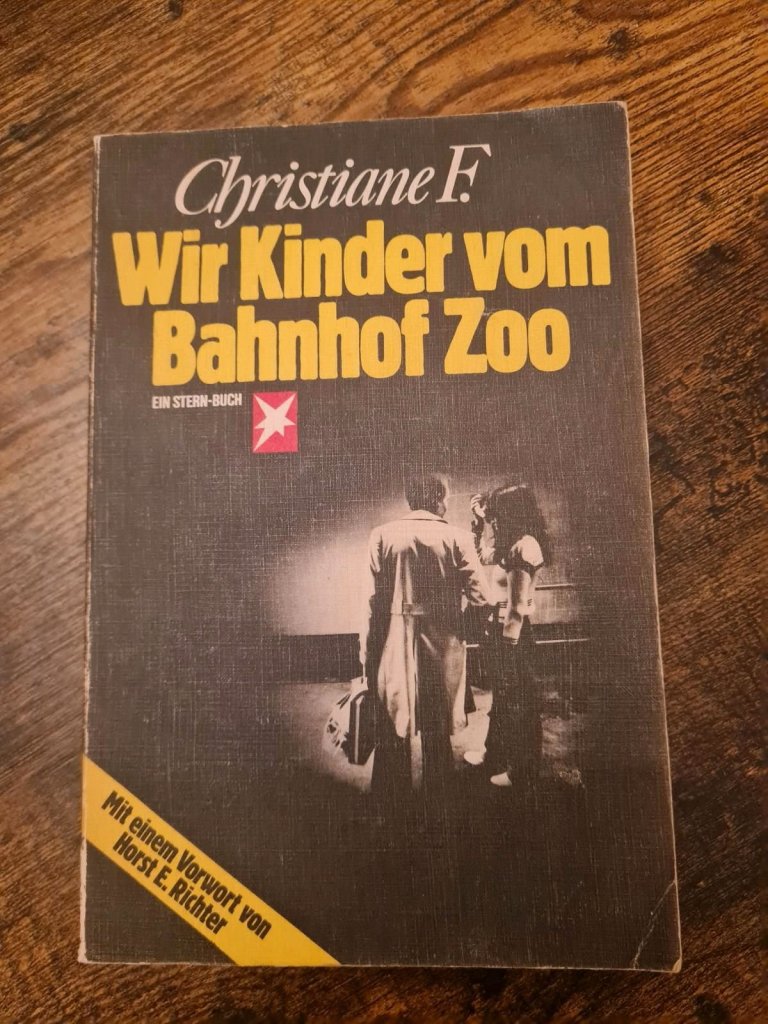 Christiane F.
Wir Kinder vom
Bahnhof Zoo
EIN STERN-BUCH
Mit einem Vorwort von
Horst E. Richter